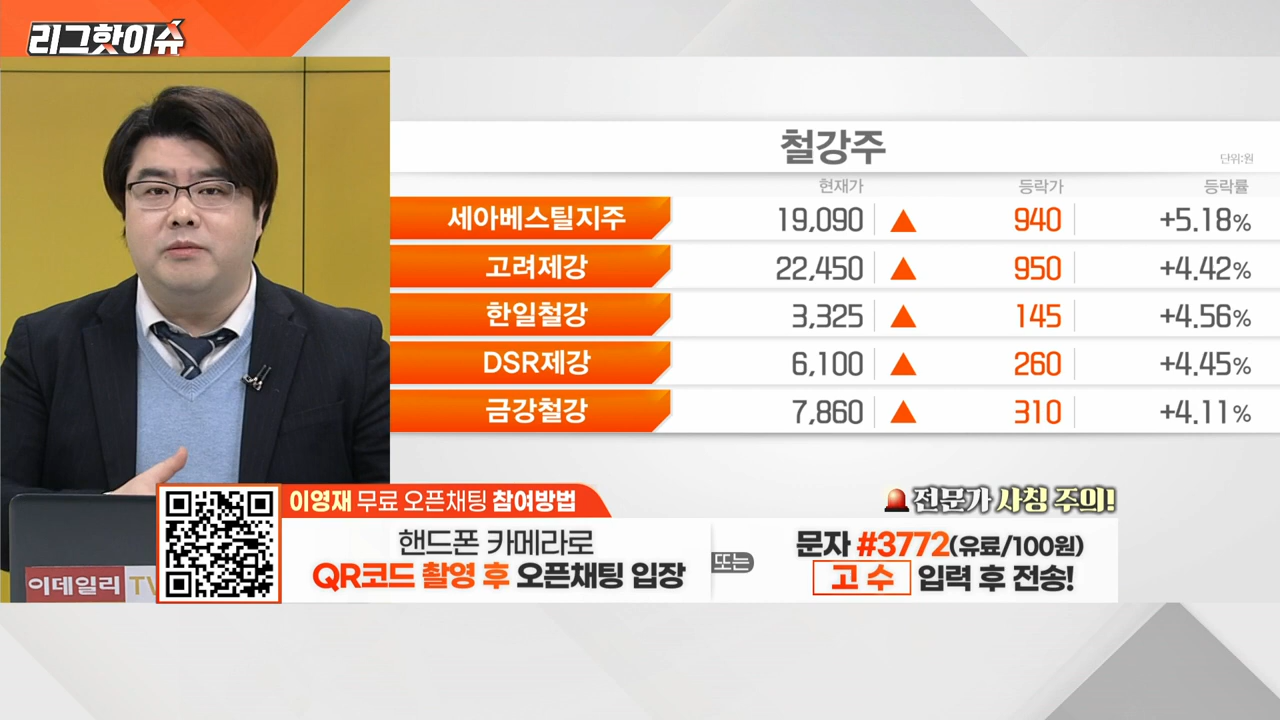 리그핫이슈
철강주
단위:원
현재가 등락가 등락률
세아베스틸지주 19,090 ▲ 940 +5.18%
고려제강 22,450 ▲ 950 +4.42%
한일철강 3,325 ▲ 145 +4.56%
DSR제강 6,100 ▲ 260 +4.45%
금강철강 7,860 ▲ 310 +4.11%
이영재 무료 오픈채팅 참여방법
전문가 사칭 주의!
핸드폰 카메라로
QR코드 촬영 후 오픈채팅 입장
또는
문자 #3772(유료/100원)
고수 입력 후 전송!
이데일리 TV